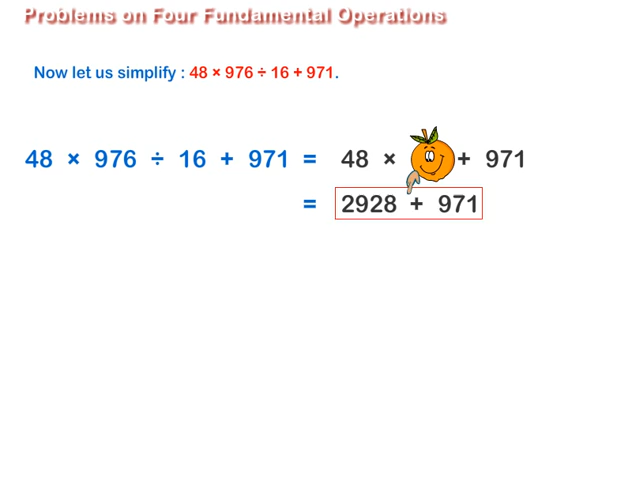 Problems on Four Fundamental Operations
Now let us simplify : 48 × 976 ÷ 16 + 971.
48 × 976 ÷ 16 + 971 = 48 × + 971
= 2928 + 971